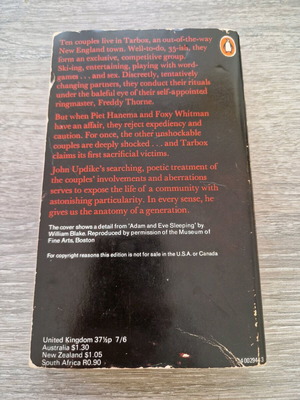 Ten couples live in Tarbox, an out-of-the-way
New England town. Well-to-do, 35-ish, they
form an exclusive, competitive group.
Ski-ing, entertaining, playing with word-
games . . . and sex. Discreetly, tentatively
changing partners, they conduct their rituals
under the baleful eye of their self-appointed
ringmaster, Freddy Thorne.
But when Piet Hanema and Foxy Whitman
have an affair, they reject expediency and
caution. For once, the other unshockable
couples are deeply shocked . . . and Tarbox
claims its first sacrificial victims.
John Updike's searching, poetic treatment of
the couples' involvements and aberrations
serves to expose the life of a community with
astonishing particularity. In every sense, he
gives us the anatomy of a generation.
The cover shows a detail from 'Adam and Eve Sleeping' by
William Blake. Reproduced by permission of the Museum of
Fine Arts, Boston
For copyright reasons this edition is not for sale in the U.S.A. or Canada
United Kingdom 37½p 7/6
Australia $1.30
New Zealand $1.05
South Africa R0.90